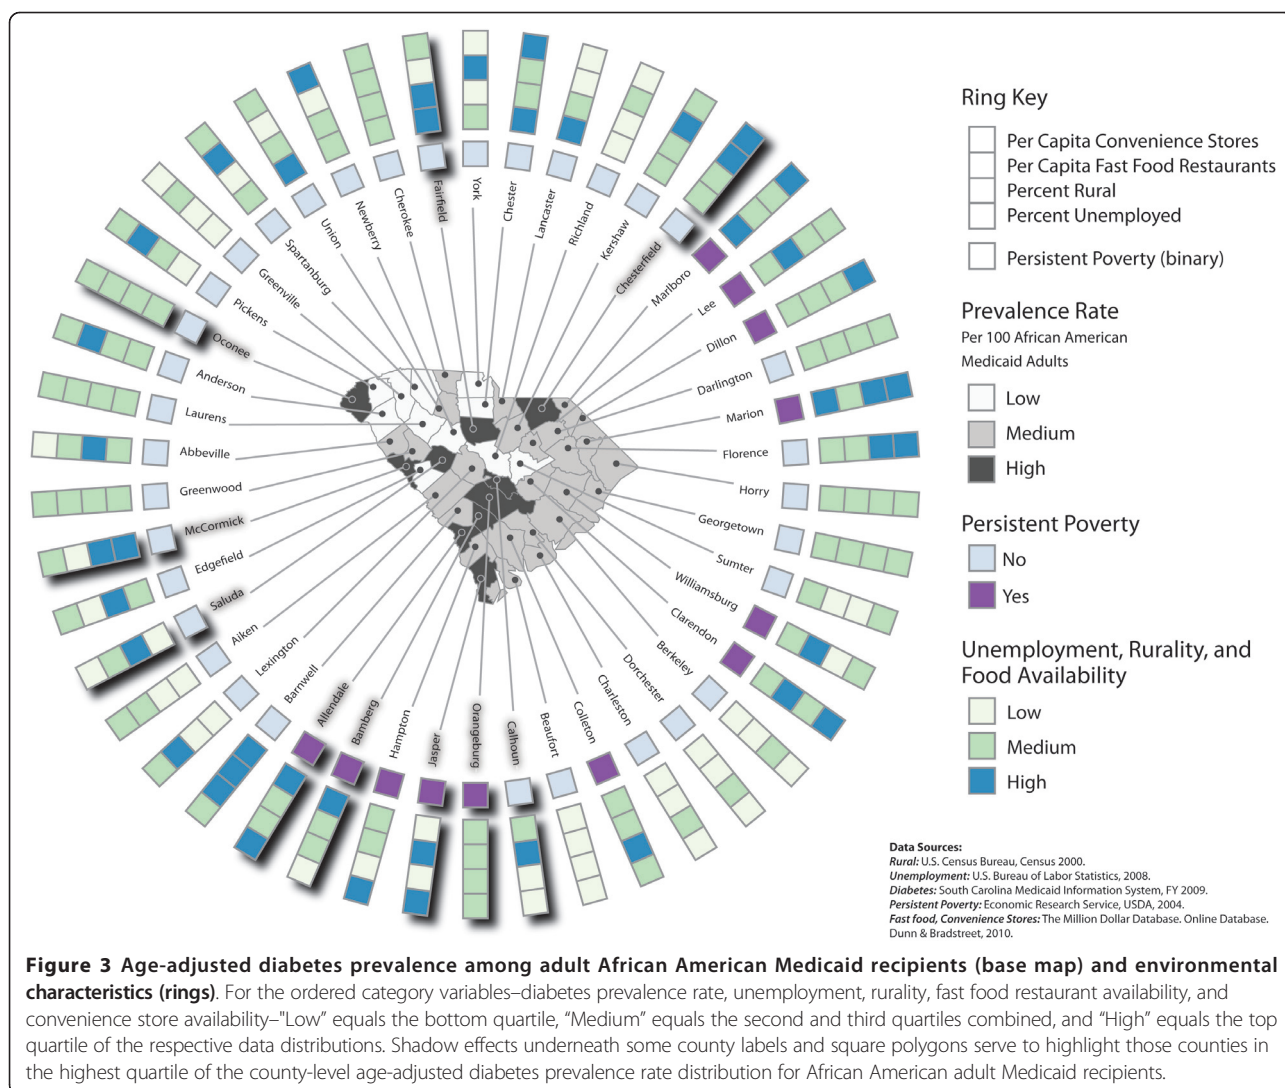 Fairfield
York
Chester
Lancaster
Richland
Kershaw
Chesterfield
Marlboro
Lee
Dillon
Darlington
Marion
Florence
Horry
Georgetown
Sumter
Williamsburg
Clarendon
Berkeley
Dorchester
Charleston
Colleton
Beaufort
Calhoun
Orangeburg
Jasper
Hampton
Bamberg
Allendale
Barnwell
Lexington
Aiken
Saluda
Edgefield
McCormick
Greenwood
Abbeville
Laurens
Anderson
Oconee
Pickens
Greenville
Spartanburg
Union
Newberry
Cherokee
Ring Key
Per Capita Convenience Stores
Per Capita Fast Food Restaurants
Percent Rural
Percent Unemployed
Persistent Poverty (binary)
Prevalence Rate
Per 100 African American
Medicaid Adults
Low
Medium
High
Persistent Poverty
No
Yes
Unemployment, Rurality, and
Food Availability
Low
Medium
High
Data Sources:
Rural: U.S. Census Bureau, Census 2000.
Unemployment: U.S. Bureau of Labor Statistics, 2008.
Diabetes: South Carolina Medicaid Information System, FY 2009.
Persistent Poverty: Economic Research Service, USDA, 2004.
Fast food, Convenience Stores: The Million Dollar Database. Online Database.
Dunn & Bradstreet, 2010.
Figure 3 Age-adjusted diabetes prevalence among adult African American Medicaid recipients (base map) and environmental
characteristics (rings). For the ordered category variables–diabetes prevalence rate, unemployment, rurality, fast food restaurant availability, and
convenience store availability–"Low” equals the bottom quartile, “Medium” equals the second and third quartiles combined, and “High” equals the top
quartile of the respective data distributions. Shadow effects underneath some county labels and square polygons serve to highlight those counties in
the highest quartile of the county-level age-adjusted diabetes prevalence rate distribution for African American adult Medicaid recipients.